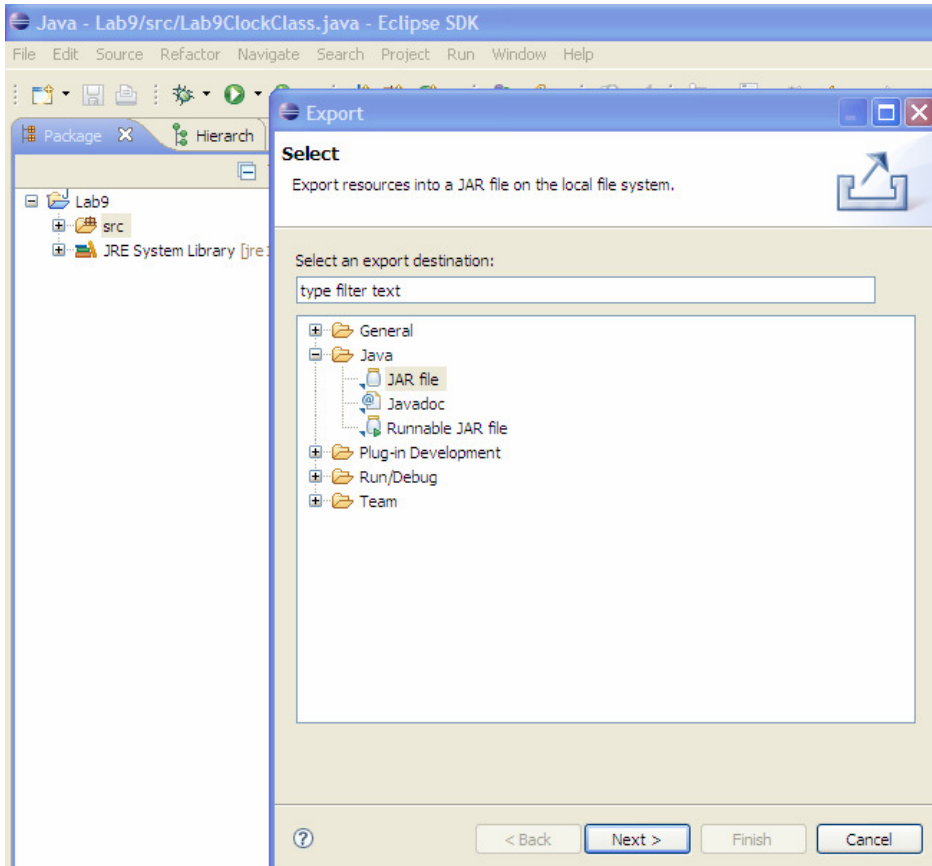 Java - Lab9/src/Lab9ClockClass.java - Eclipse SDK
File Edit Source Refactor Navigate Search Project Run Window Help
Package
Hierarch
Lab9
src
JRE System Library [jre1
Export
Select
Export resources into a JAR file on the local file system.
Select an export destination:
type filter text
General
Java
JAR file
Javadoc
Runnable JAR file
Plug-in Development
Run/Debug
Team
< Back Next > Finish Cancel